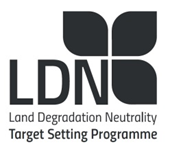 LDN
Land Degradation Neutrality
Target Setting Programme